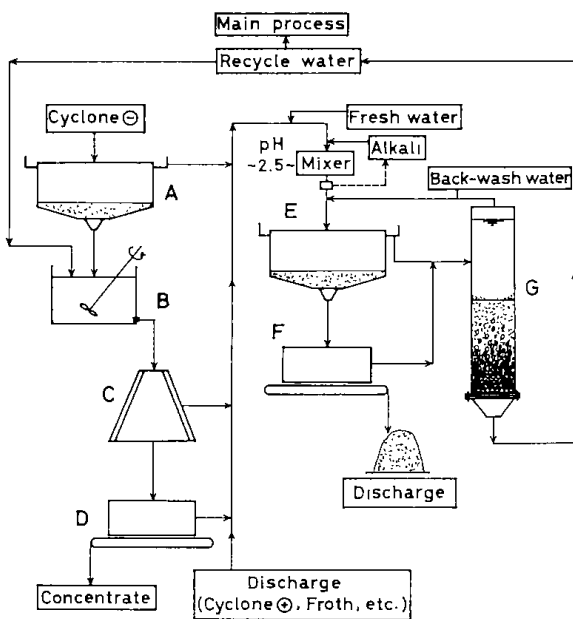 Main process
Recycle water
Cyclone ⊖
Fresh water
pH
~2.5~
Alkali
Mixer
Back-wash water
A
E
B
G
F
C
Discharge
D
Concentrate
Discharge
(Cyclone ⊕, Froth, etc.)